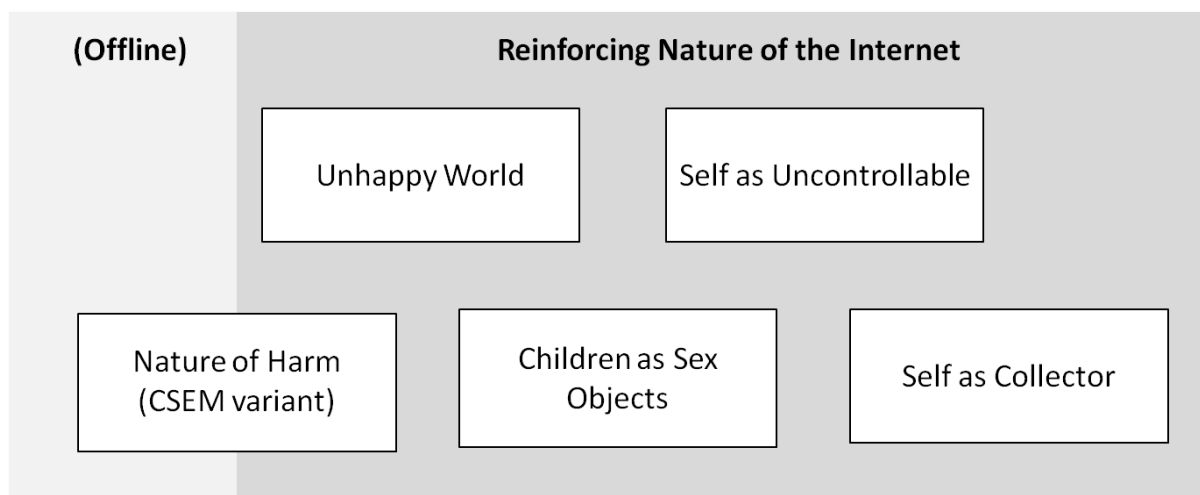 (Offline)
Reinforcing Nature of the Internet
Unhappy World
Self as Uncontrollable
Nature of Harm
(CSEM variant)
Children as Sex
Objects
Self as Collector